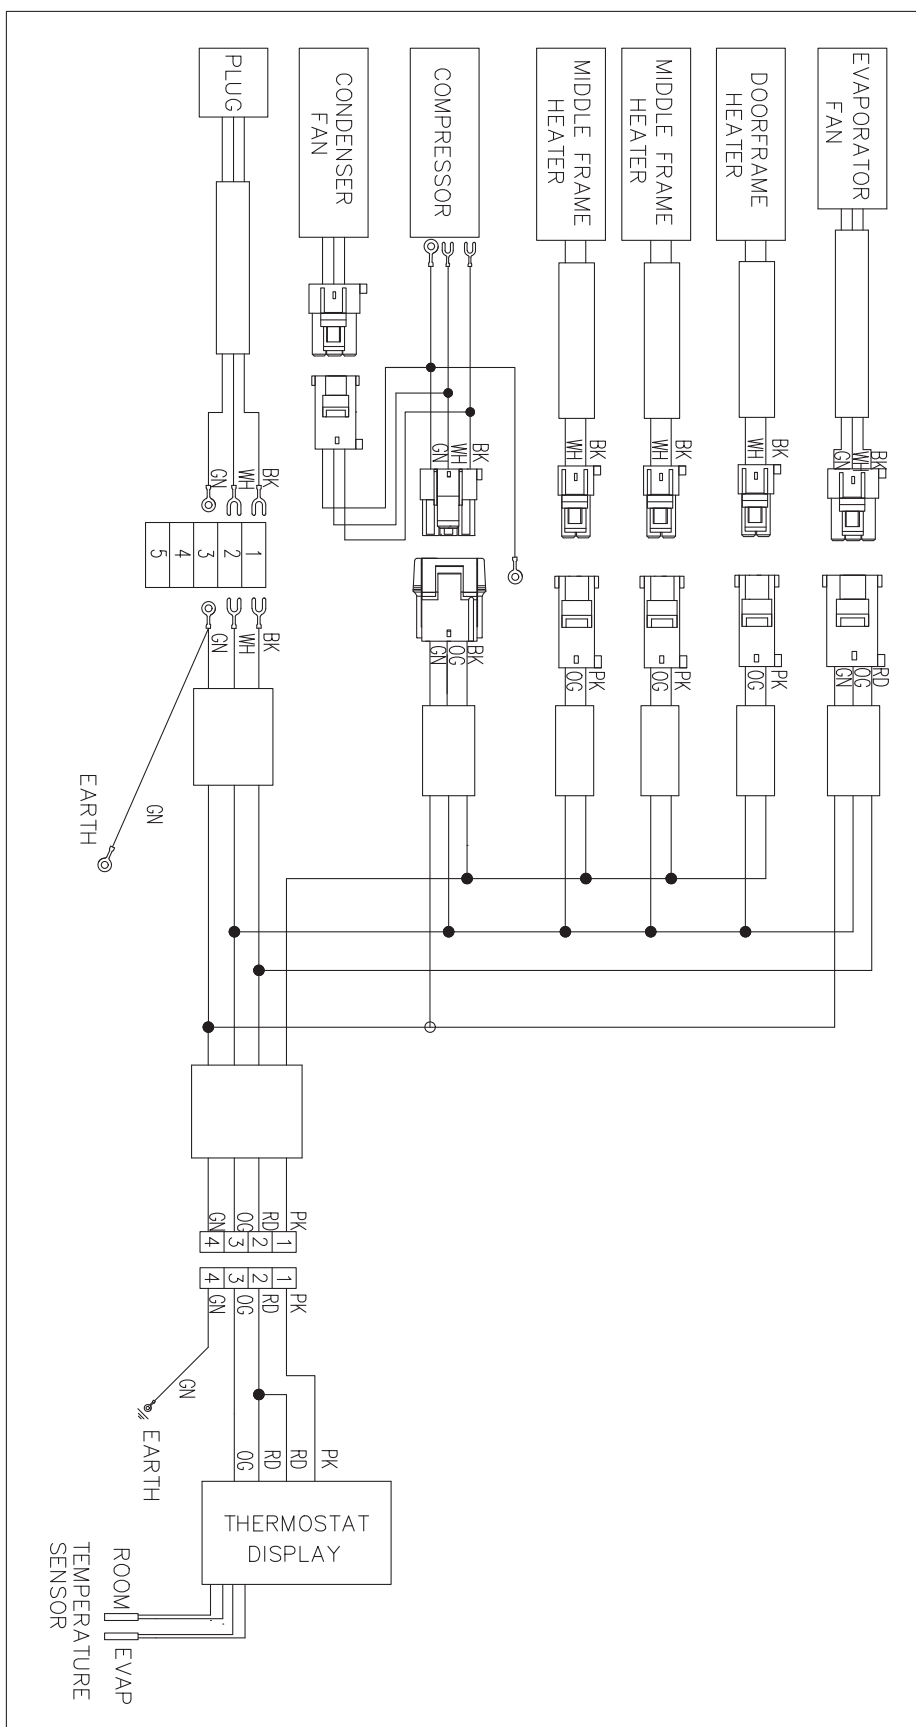 PLUG
CONDENSER
FAN
COMPRESSOR
MIDDLE FRAME
HEATER
MIDDLE FRAME
HEATER
DOORFRAME
HEATER
EVAPORATOR
FAN
GN
WH
BK
GN
WH
BK
WH
BK
WH
BK
WH
BK
GN
WH
BK
5
4
3
2
1
GN
WH
BK
GN
OG
BK
OG
PK
OG
PK
OG
PK
GN
OG
RD
EARTH
GN
GN
OG
RD
PK
4
3
2
1
4
3
2
1
GN
OG
RD
PK
GN
EARTH
OG
RD
RD
PK
THERMOSTAT
DISPLAY
ROOM
EVAP
TEMPERATURE
SENSOR